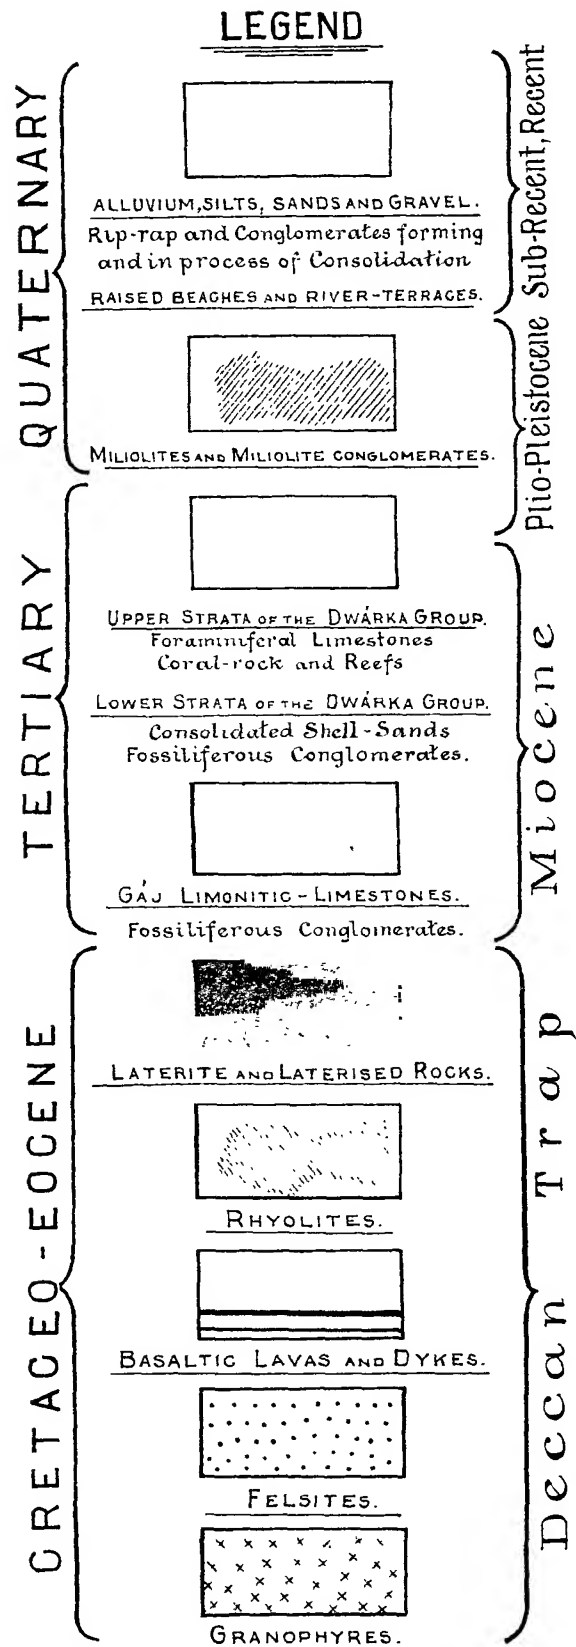 LEGEND
QUATERNARY
Sub-Recent, Recent
ALLUVIUM, SILTS, SANDS AND GRAVEL.
Rip-rap and Conglomerates forming
and in process of Consolidation
RAISED BEACHES AND RIVER-TERRACES.
Plio-Pleistocene
MILIOLITES AND MILIOLITE CONGLOMERATES.
TERTIARY
Miocene
UPPER STRATA OF THE DWÁRKA GROUP.
Foraminiferal Limestones
Coral-rock and Reefs
LOWER STRATA OF THE DWÁRKA GROUP.
Consolidated Shell-Sands
Fossiliferous Conglomerates.
GÁJ LIMONITIC-LIMESTONES.
Fossiliferous Conglomerates.
CRETACEO-EOCENE
Deccan Trap
LATERITE AND LATERISED ROCKS.
RHYOLITES.
BASALTIC LAVAS AND DYKES.
FELSITES.
GRANOPHYRES.